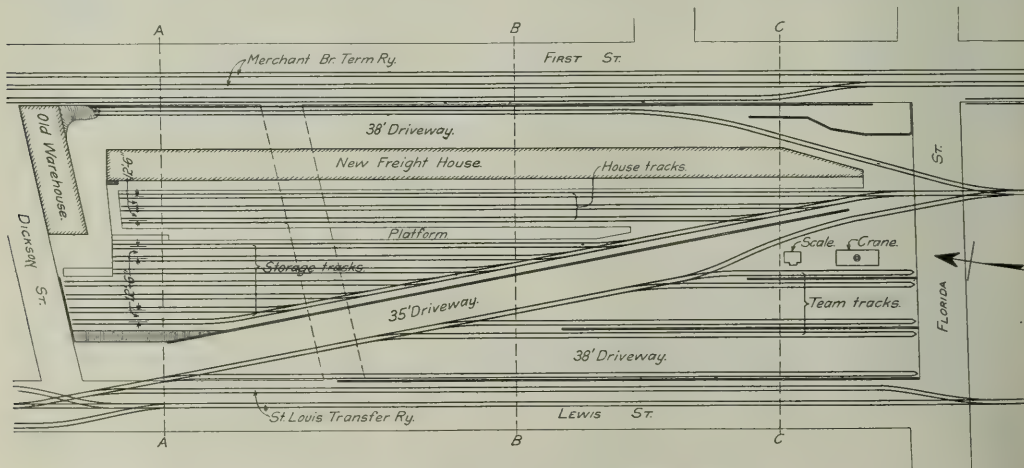 A
B
C
Merchant Br. Term Ry.
FIRST ST.
Old Warehouse.
38' Driveway.
New Freight House.
House tracks.
ST.
DICKSON
ST.
Platform
Storage tracks.
Scale
Crane.
35' Driveway.
Team tracks.
FLORIDA
38' Driveway.
St Louis Transfer Ry.
LEWIS ST.
A
B
C